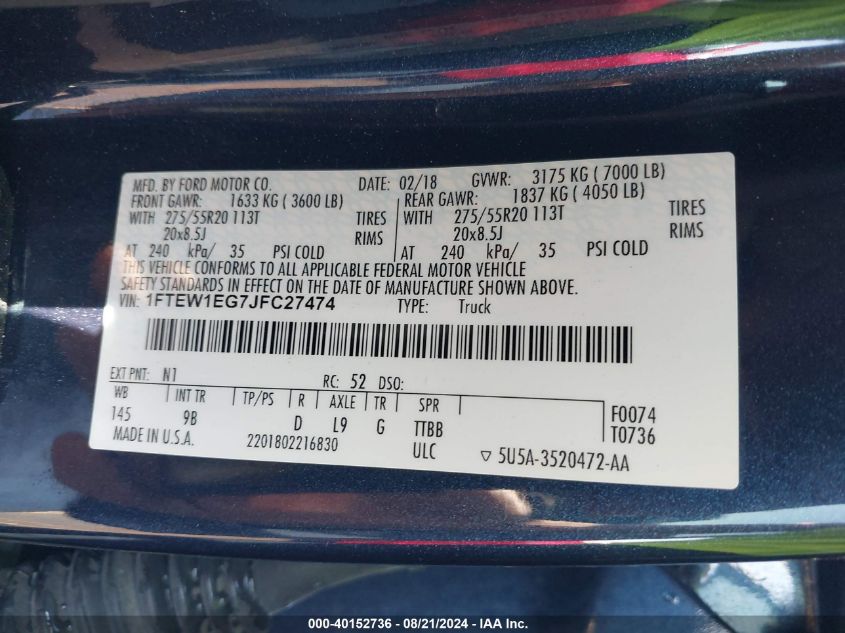 MFD. BY FORD MOTOR CO. DATE: 02/18 GVWR: 3175 KG ( 7000 LB)
FRONT GAWR: 1633 KG ( 3600 LB) REAR GAWR: 1837 KG ( 4050 LB)
WITH 275/55R20 113T TIRES WITH 275/55R20 113T TIRES
20x8.5J RIMS 20x8.5J RIMS
AT 240 kPa/ 35 PSI COLD AT 240 kPa/ 35 PSI COLD
THIS VEHICLE CONFORMS TO ALL APPLICABLE FEDERAL MOTOR VEHICLE
SAFETY STANDARDS IN EFFECT ON THE DATE OF MANUFACTURE SHOWN ABOVE.
VIN: 1FTEW1EG7JFC27474 TYPE: Truck
EXT PNT: N1 RC: 52 DSO:
WB INT TR TP/PS R AXLE TR SPR F0074
145 9B D L9 G TTBB T0736
MADE IN U.S.A. 2201802216830 ULC ▽ 5U5A-3520472-AA
000-40152736 - 08/21/2024 - IAA Inc.